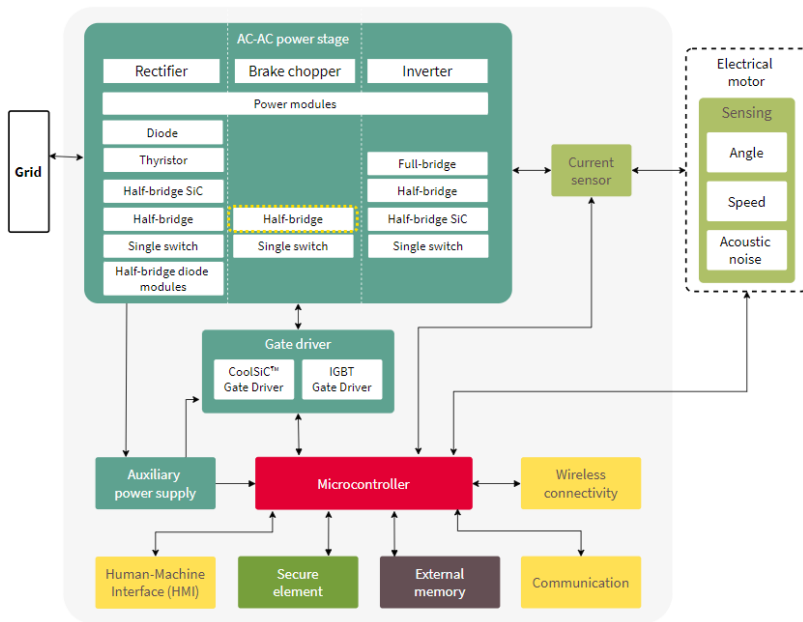 AC-AC power stage
Rectifier
Brake chopper
Inverter
Power modules
Diode
Thyristor
Half-bridge SiC
Half-bridge
Single switch
Half-bridge diode
modules
Half-bridge
Single switch
Full-bridge
Half-bridge
Half-bridge SiC
Single switch
Grid
Current
sensor
Electrical
motor
Sensing
Angle
Speed
Acoustic
noise
Gate driver
CoolSiC™
Gate Driver
IGBT
Gate Driver
Auxiliary
power supply
Microcontroller
Wireless
connectivity
Human-Machine
Interface (HMI)
Secure
element
External
memory
Communication